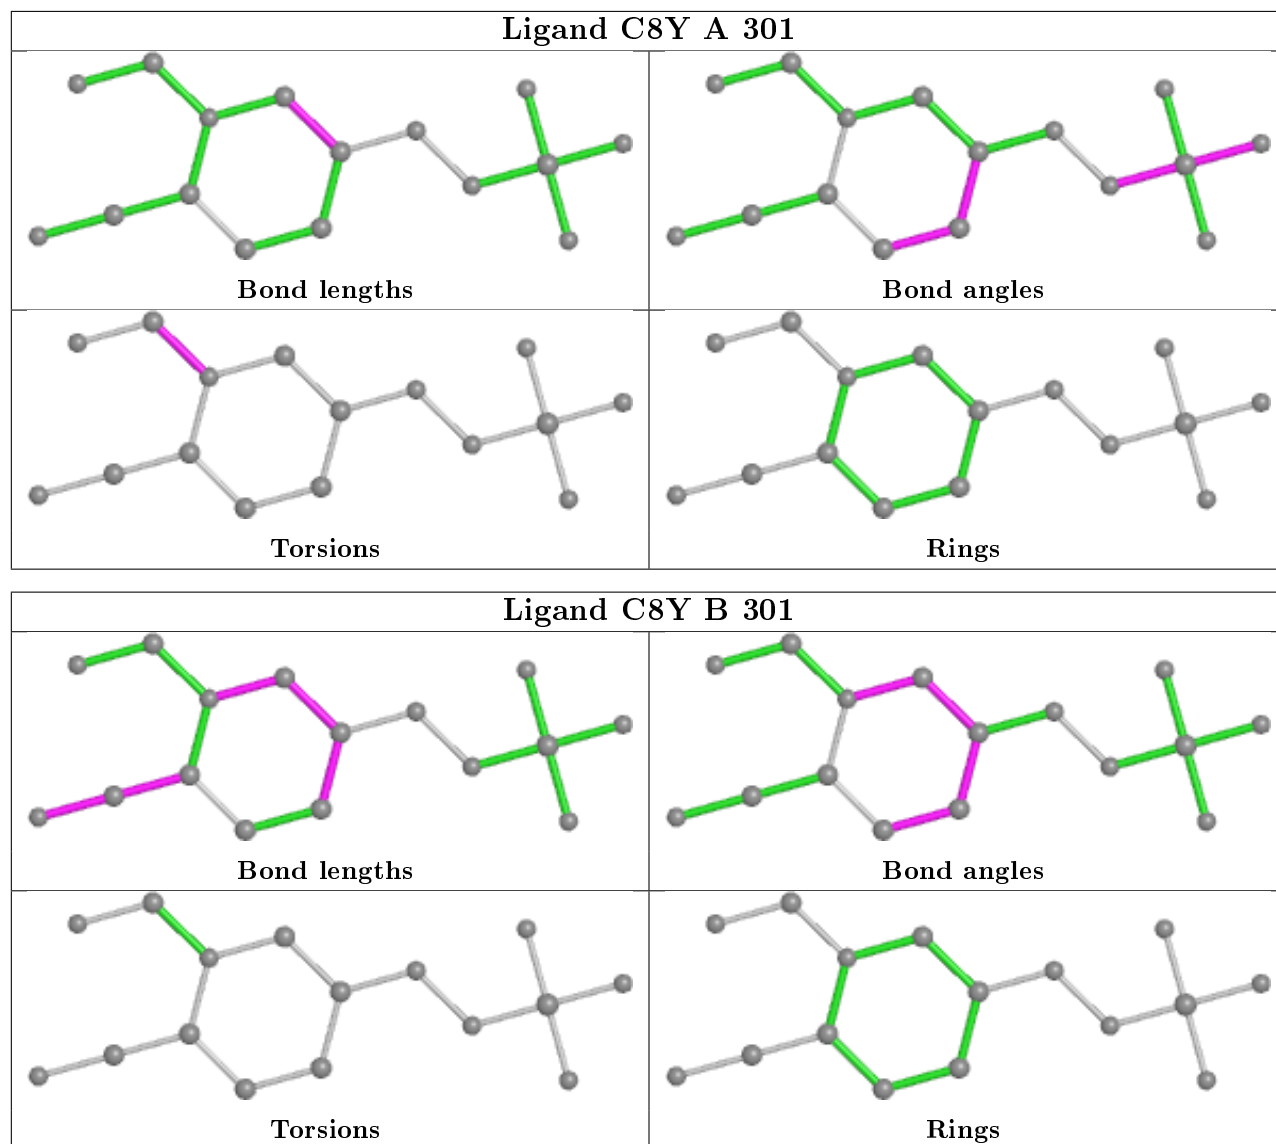 Ligand C8Y A 301
Bond lengths
Bond angles
Torsions
Rings
Ligand C8Y B 301
Bond lengths
Bond angles
Torsions
Rings